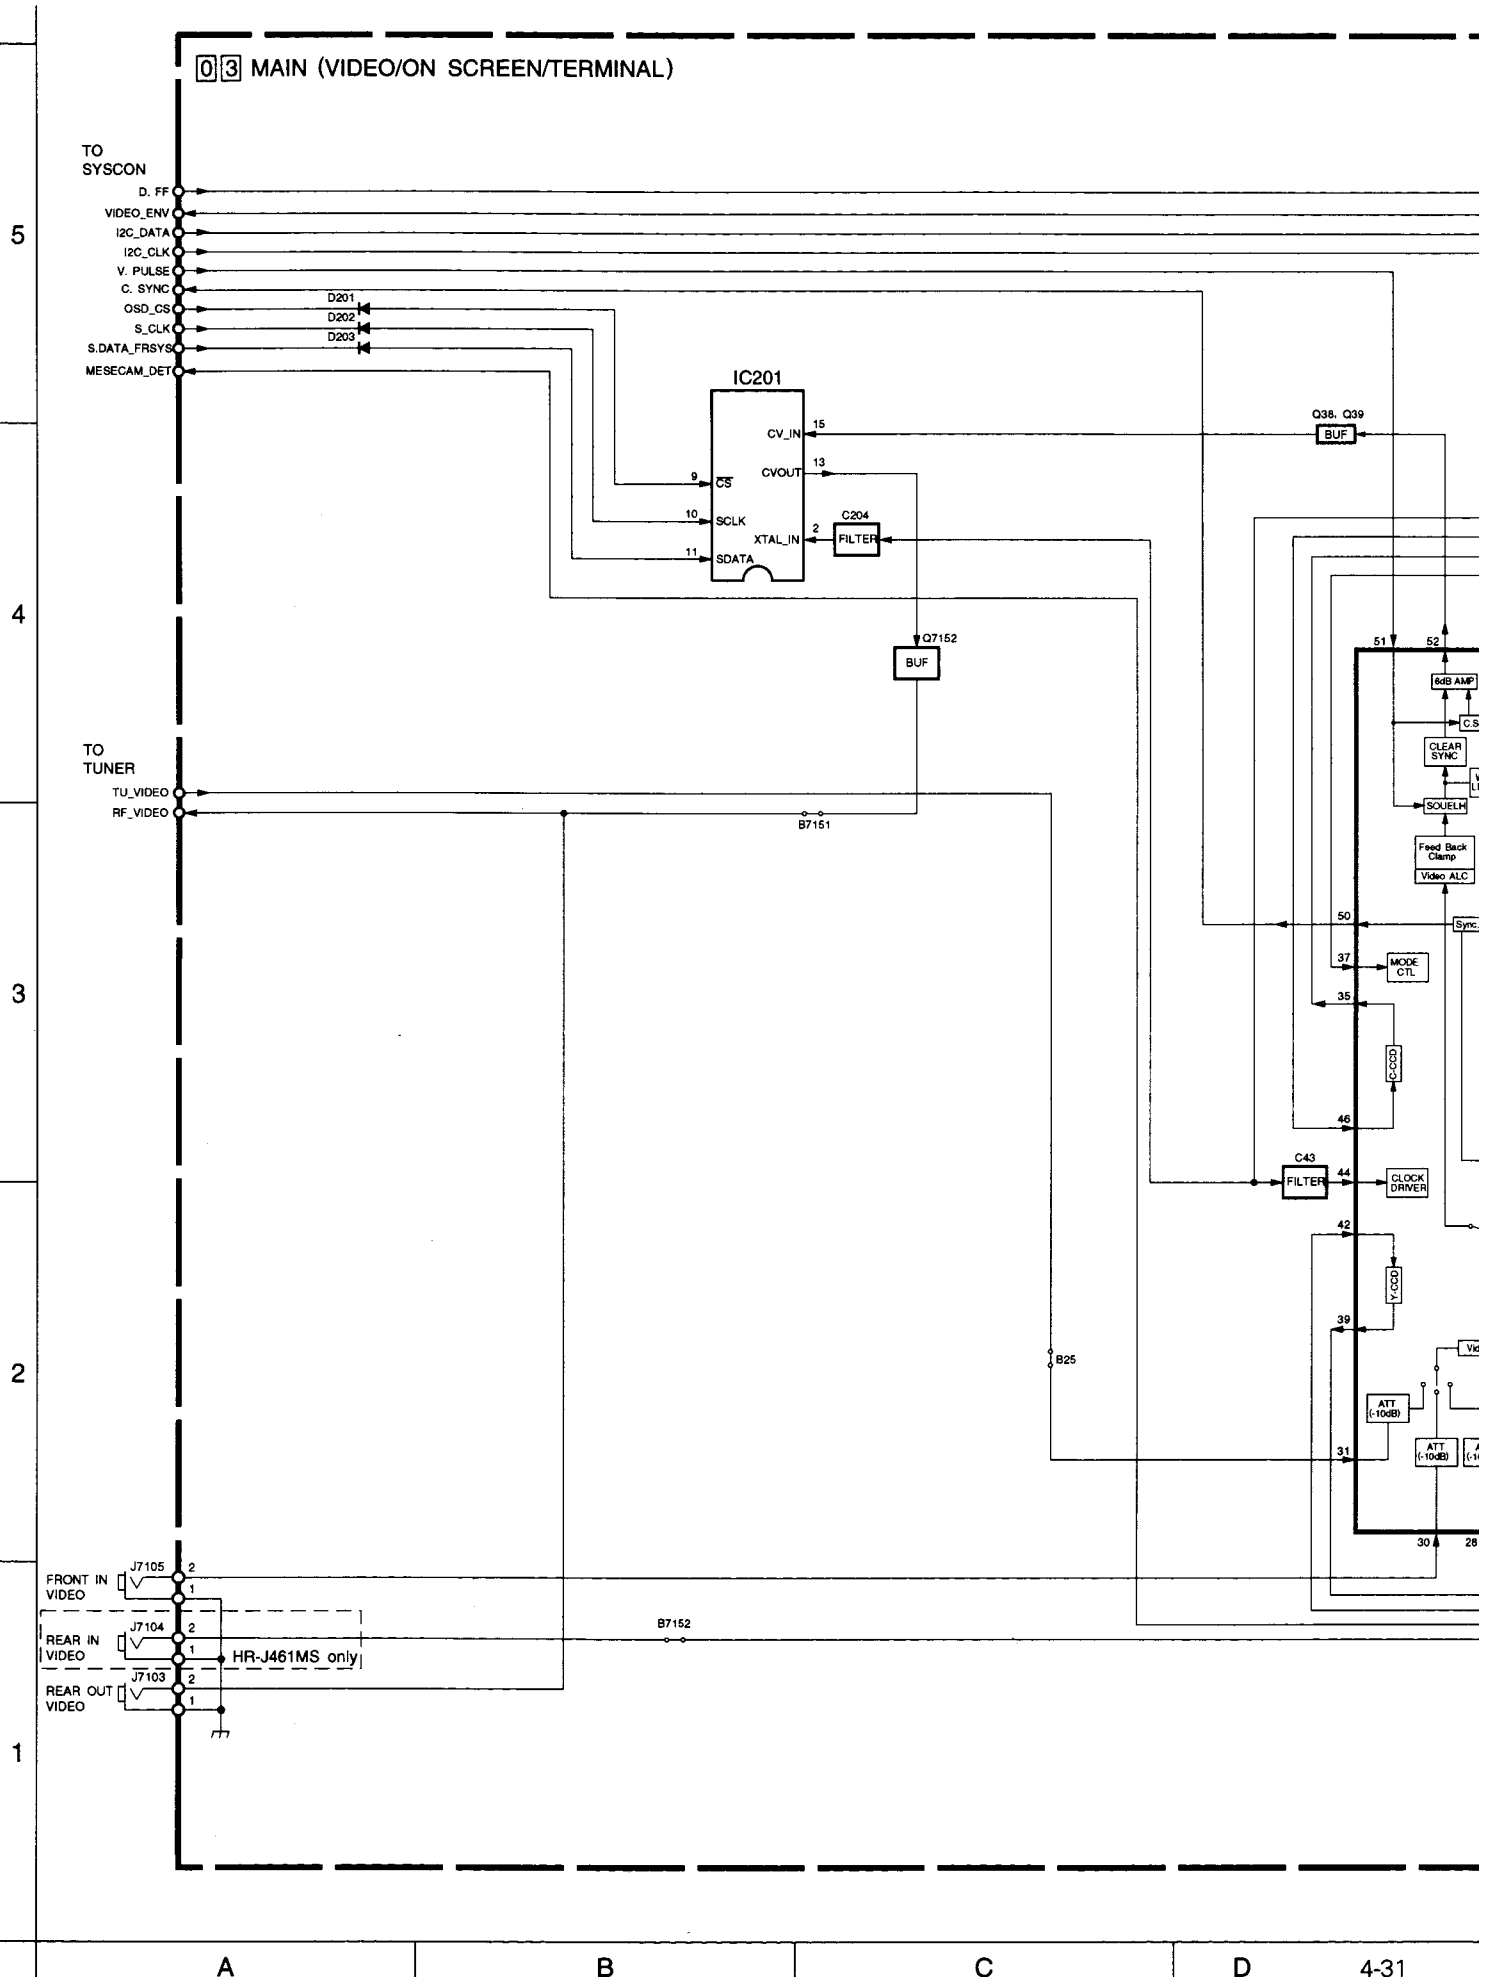 03 MAIN (VIDEO/ON SCREEN/TERMINAL)
TO
SYSCON
D. FF
VIDEO_ENV
I2C_DATA
I2C_CLK
V. PULSE
C. SYNC
OSD_CS
S_CLK
S.DATA_FRSYS
MESECAM_DET
D201
D202
D203
IC201
CV_IN
15
CVOUT
13
9
CS
10
SCLK
XTAL_IN
2
11
SDATA
C204
FILTER
Q38, Q39
BUF
Q7152
BUF
51
52
6dB AMP
C.S
CLEAR
SYNC
SQUELH
Feed Back
Clamp
Video ALC
TO
TUNER
TU_VIDEO
RF_VIDEO
B7151
50
Sync.
37
MODE
CTL
35
C-CCD
46
C43
FILTER
44
CLOCK
DRIVER
42
Y-CCD
39
B25
Vid
ATT
(-10dB)
ATT
(-10dB)
31
30
28
FRONT IN
VIDEO
J7105
2
1
REAR IN
VIDEO
J7104
2
1
HR-J461MS only
B7152
REAR OUT
VIDEO
J7103
2
1
5
4
3
2
1
A
B
C
D
4-31